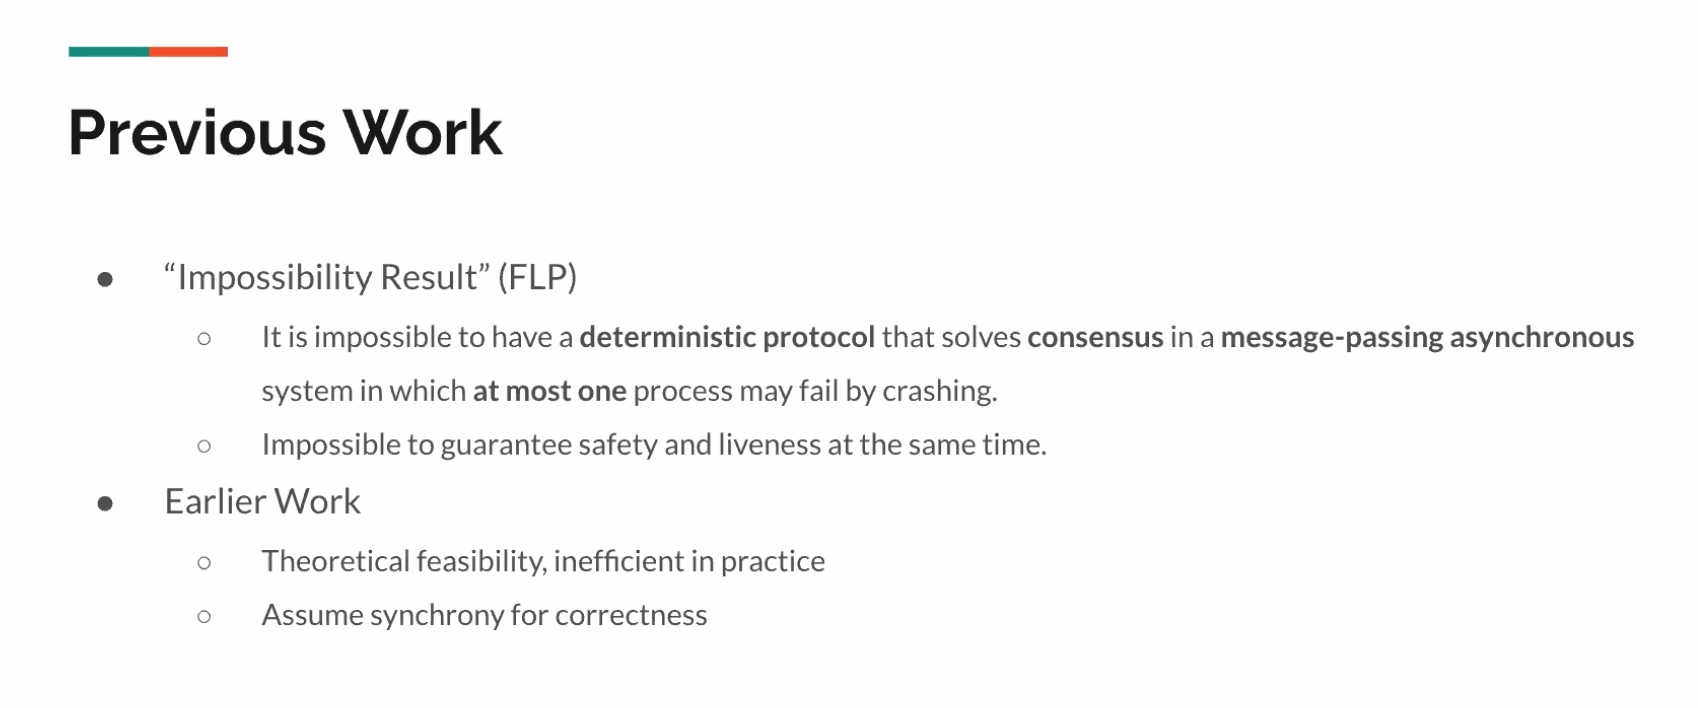 Previous Work
● “Impossibility Result” (FLP)
○ It is impossible to have a deterministic protocol that solves consensus in a message-passing asynchronous
system in which at most one process may fail by crashing.
○ Impossible to guarantee safety and liveness at the same time.
● Earlier Work
○ Theoretical feasibility, inefficient in practice
○ Assume synchrony for correctness